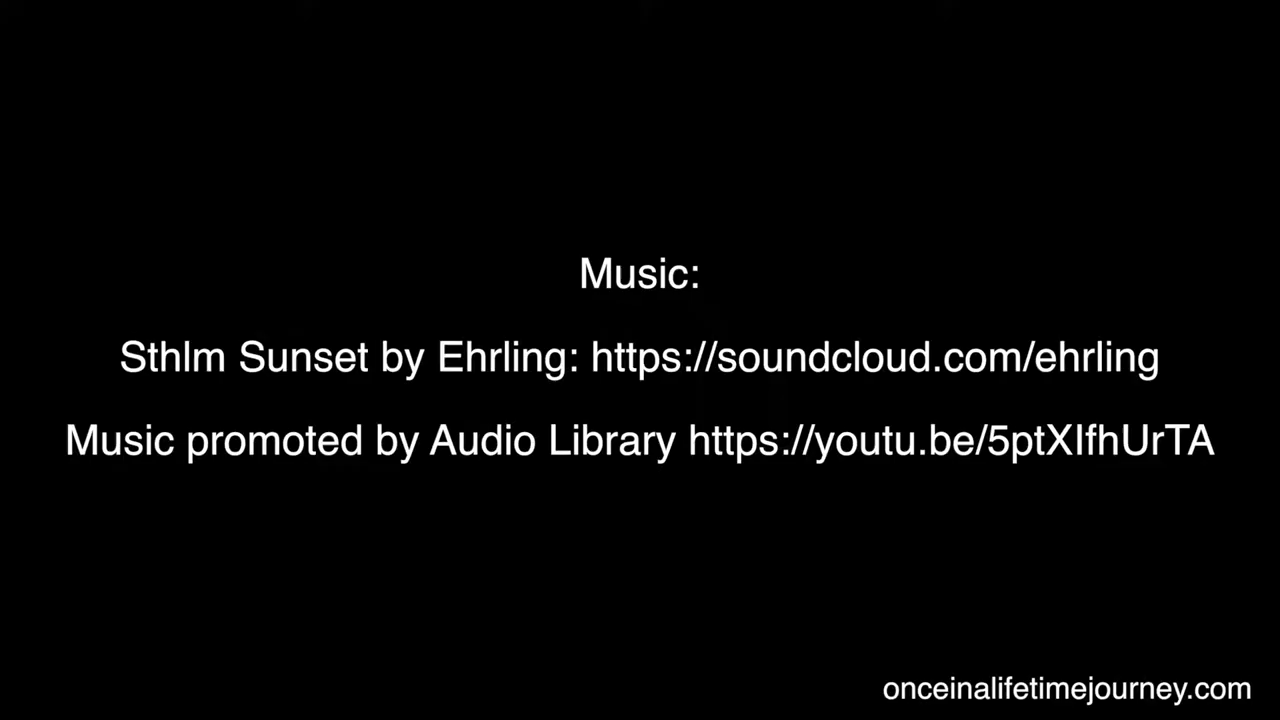 Music:
Sthlm Sunset by Ehrling: https://soundcloud.com/ehrling
Music promoted by Audio Library https://youtu.be/5ptXIfhUrTA
onceinalifetimejourney.com